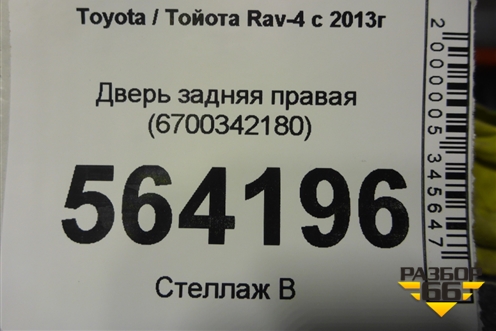 Toyota / Тойота Rav-4 с 2013г
Дверь задняя правая
(6700342180)
564196
Стеллаж В
2000005345647
РАЗБОР
66